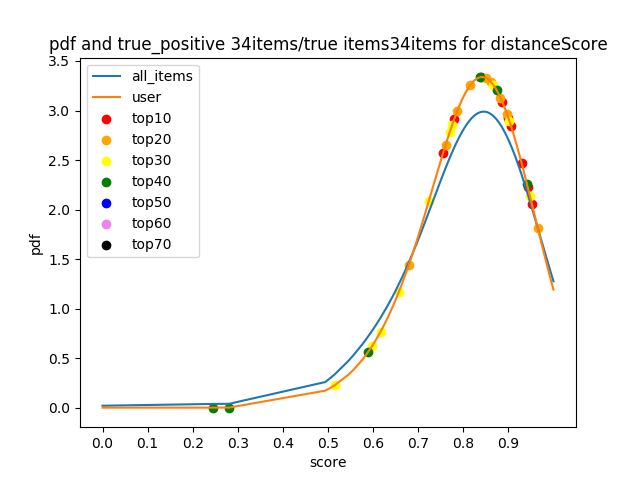 pdf and true_positive 34items/true items34items for distanceScore
3.5
3.0
2.5
2.0
1.5
1.0
0.5
0.0
pdf
all_items
user
top10
top20
top30
top40
top50
top60
top70
0.0 0.1 0.2 0.3 0.4 0.5 0.6 0.7 0.8 0.9
score